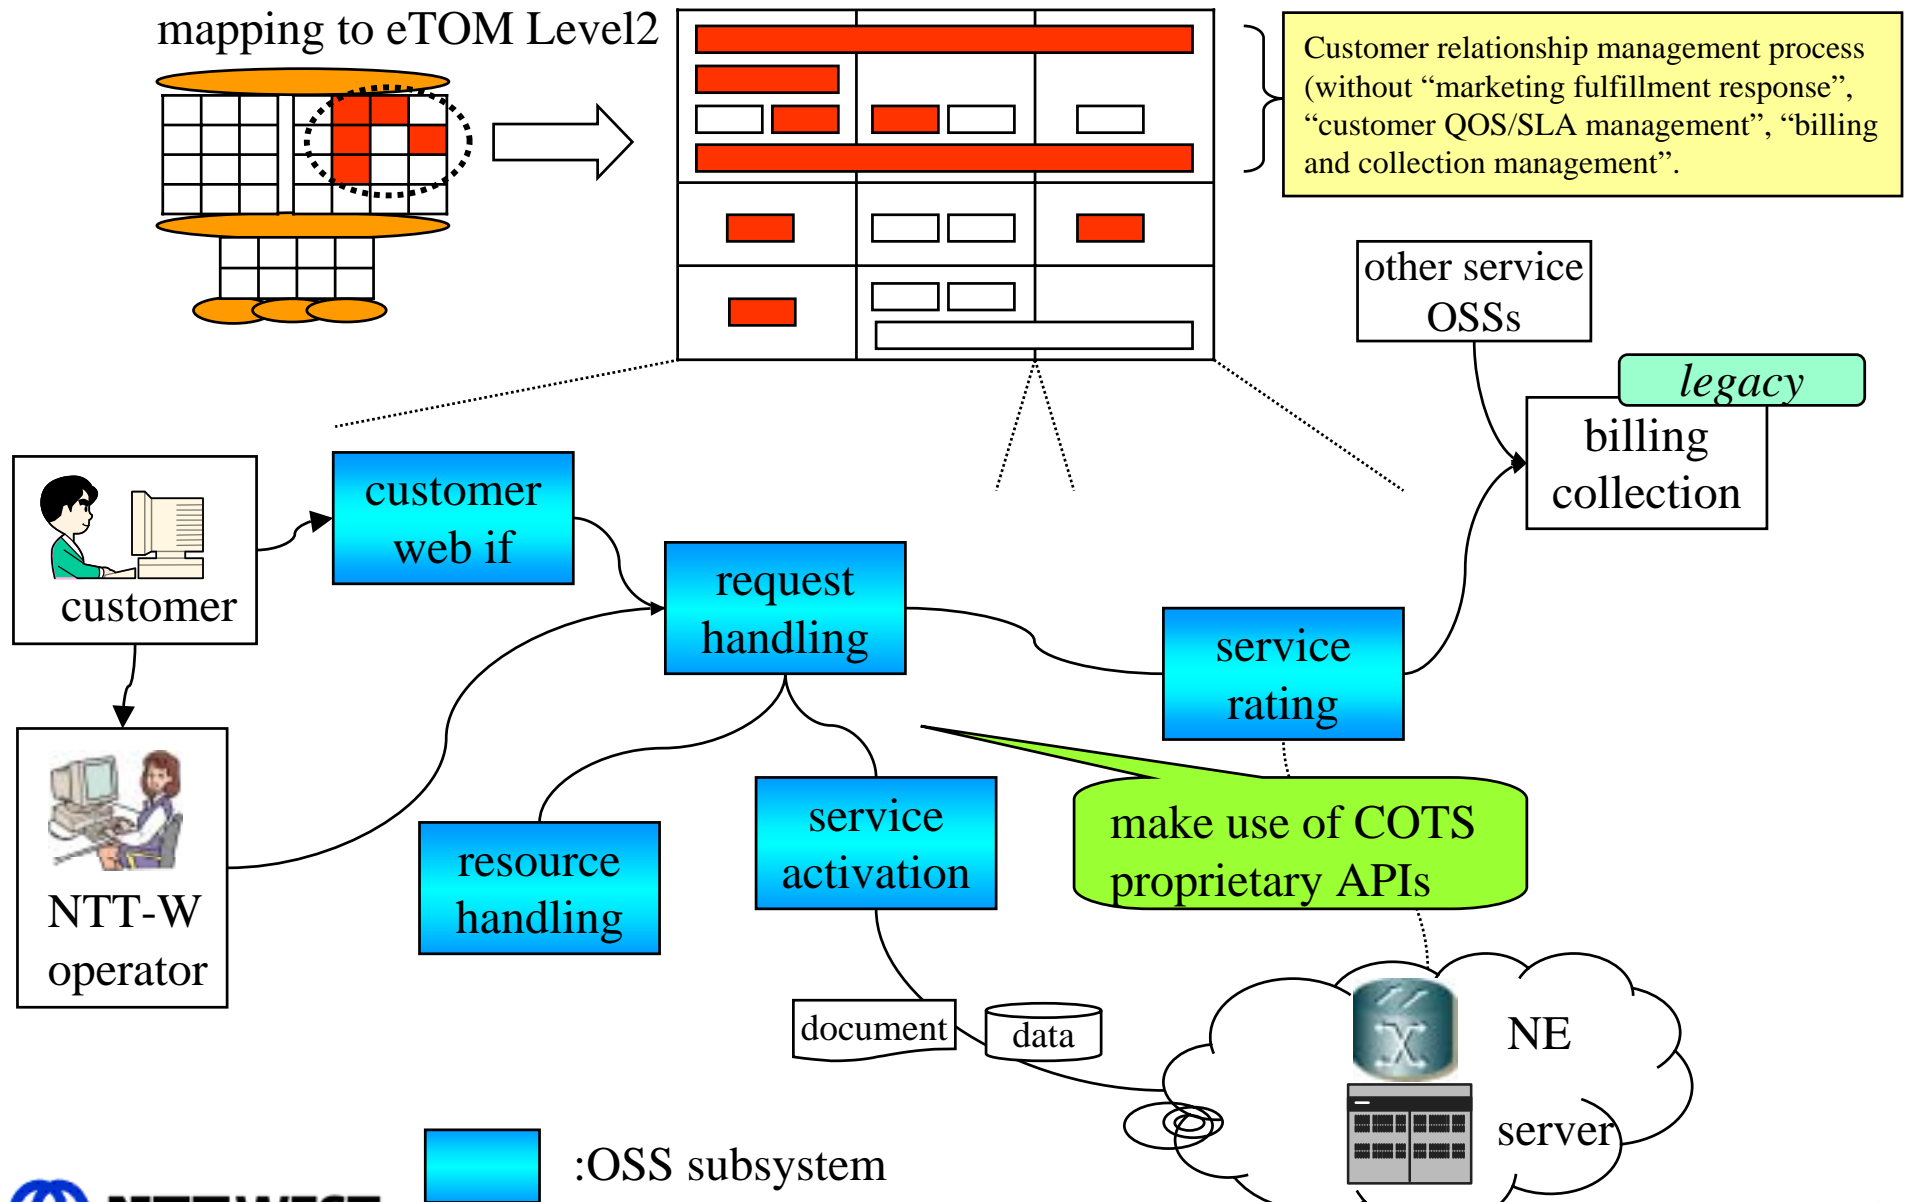 mapping to eTOM Level2
Customer relationship management process
(without “marketing fulfillment response”,
“customer QOS/SLA management”, “billing
and collection management”.
other service
OSSs
legacy
billing
collection
customer
customer
web if
request
handling
service
rating
NTT-W
operator
resource
handling
service
activation
make use of COTS
proprietary APIs
document
data
NE
server
:OSS subsystem
NTT WEST